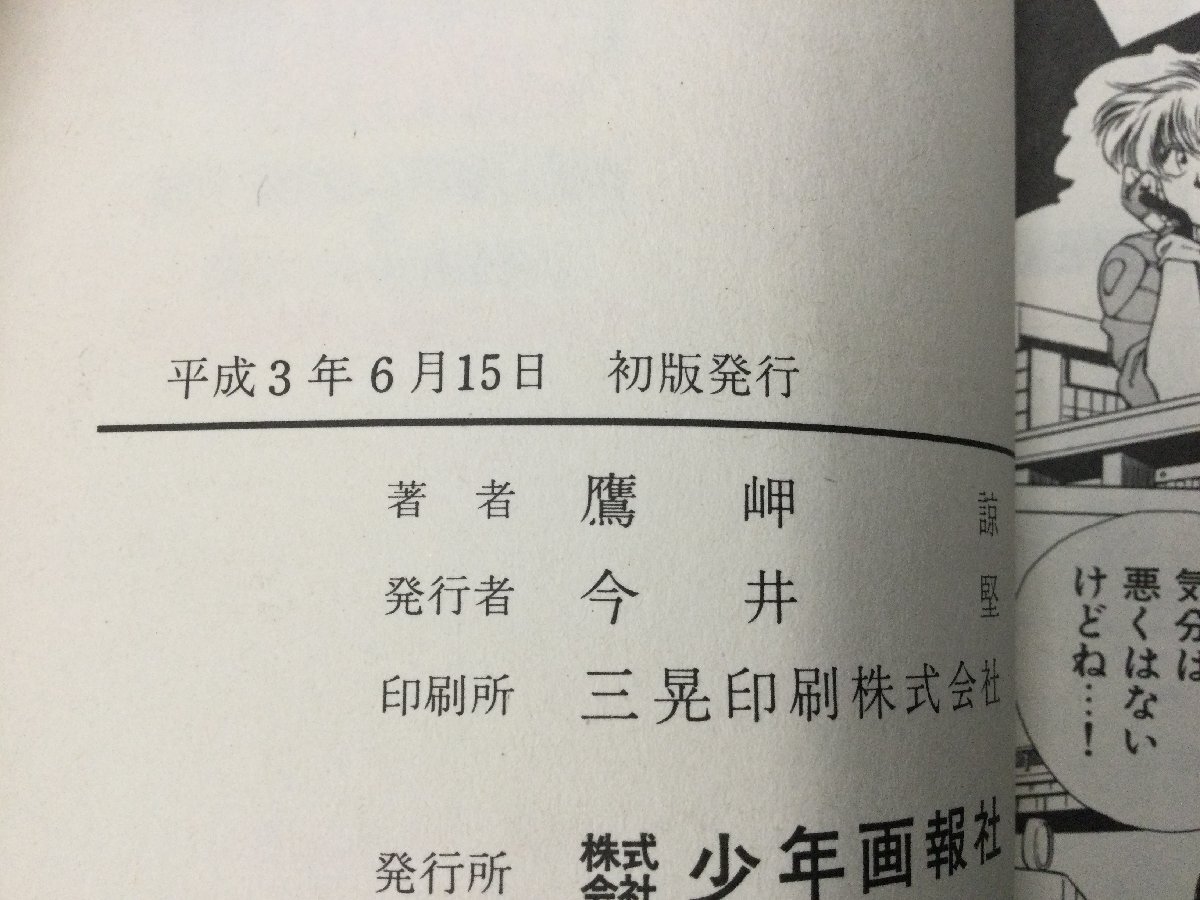 平成3年6月15日 初版発行
著者 鷹岬 諒
発行者 今井 堅
印刷所 三晃印刷株式会社
発行所 株式会社 少年画報社
気分は
悪くはない
けどね…!